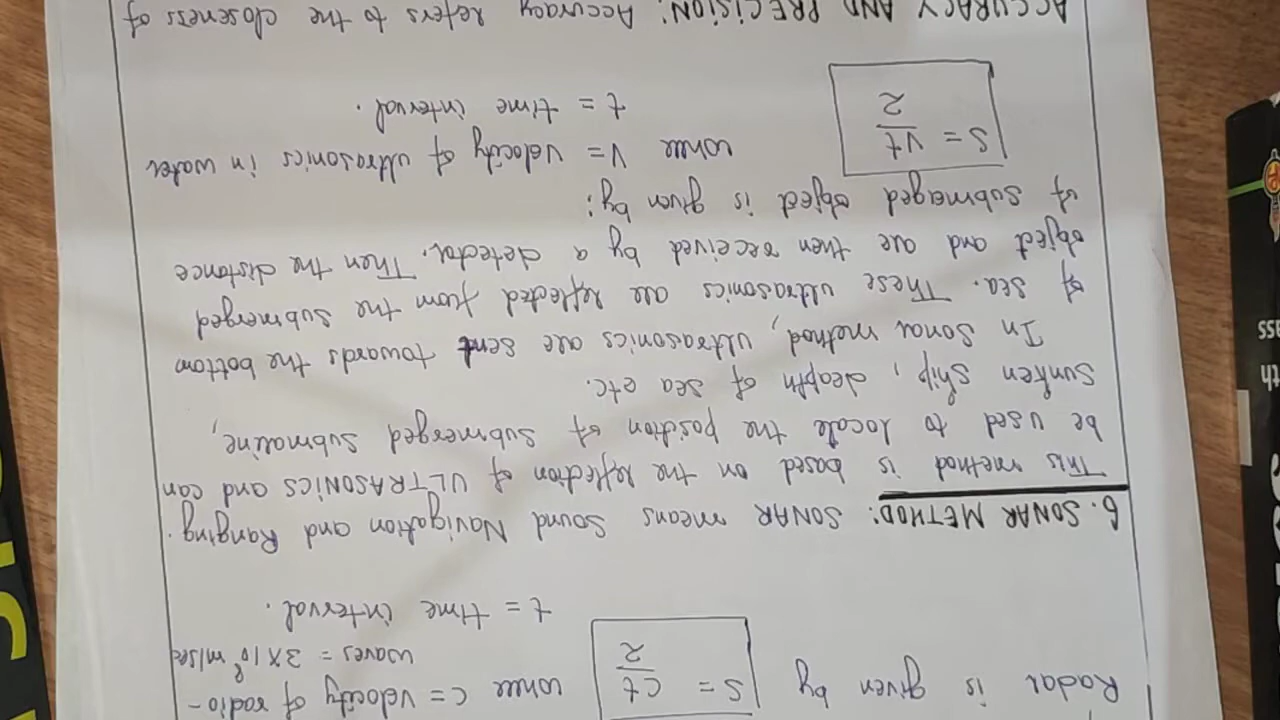 Radar is given by S = ct/2 where c = velocity of radio-
waves = 3×10⁸ m/sec
t = time interval.
6. SONAR METHOD: SONAR means Sound Navigation and Ranging.
This method is based on the reflection of ULTRASONICS and can
be used to locate the position of submerged submarine,
sunken ship, deapth of sea etc.
In Sonar method, ultrasonics are sent towards the bottom
of sea. These ultrasonics are reflected from the submerged
object and are then received by a detector. Then the distance
of submerged object is given by:
S = Vt/2 where V = velocity of ultrasonics in water
t = time interval.
ACCURACY AND PRECISION: Accuracy refers to the closeness of